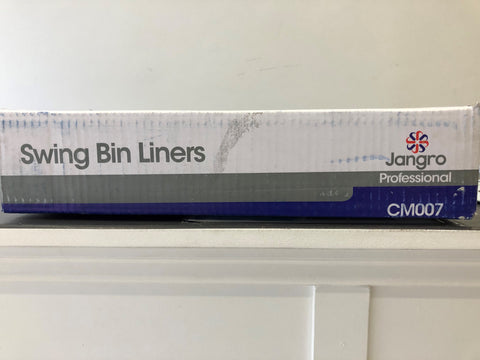 Swing Bin Liners
Jangro
Professional
CM007